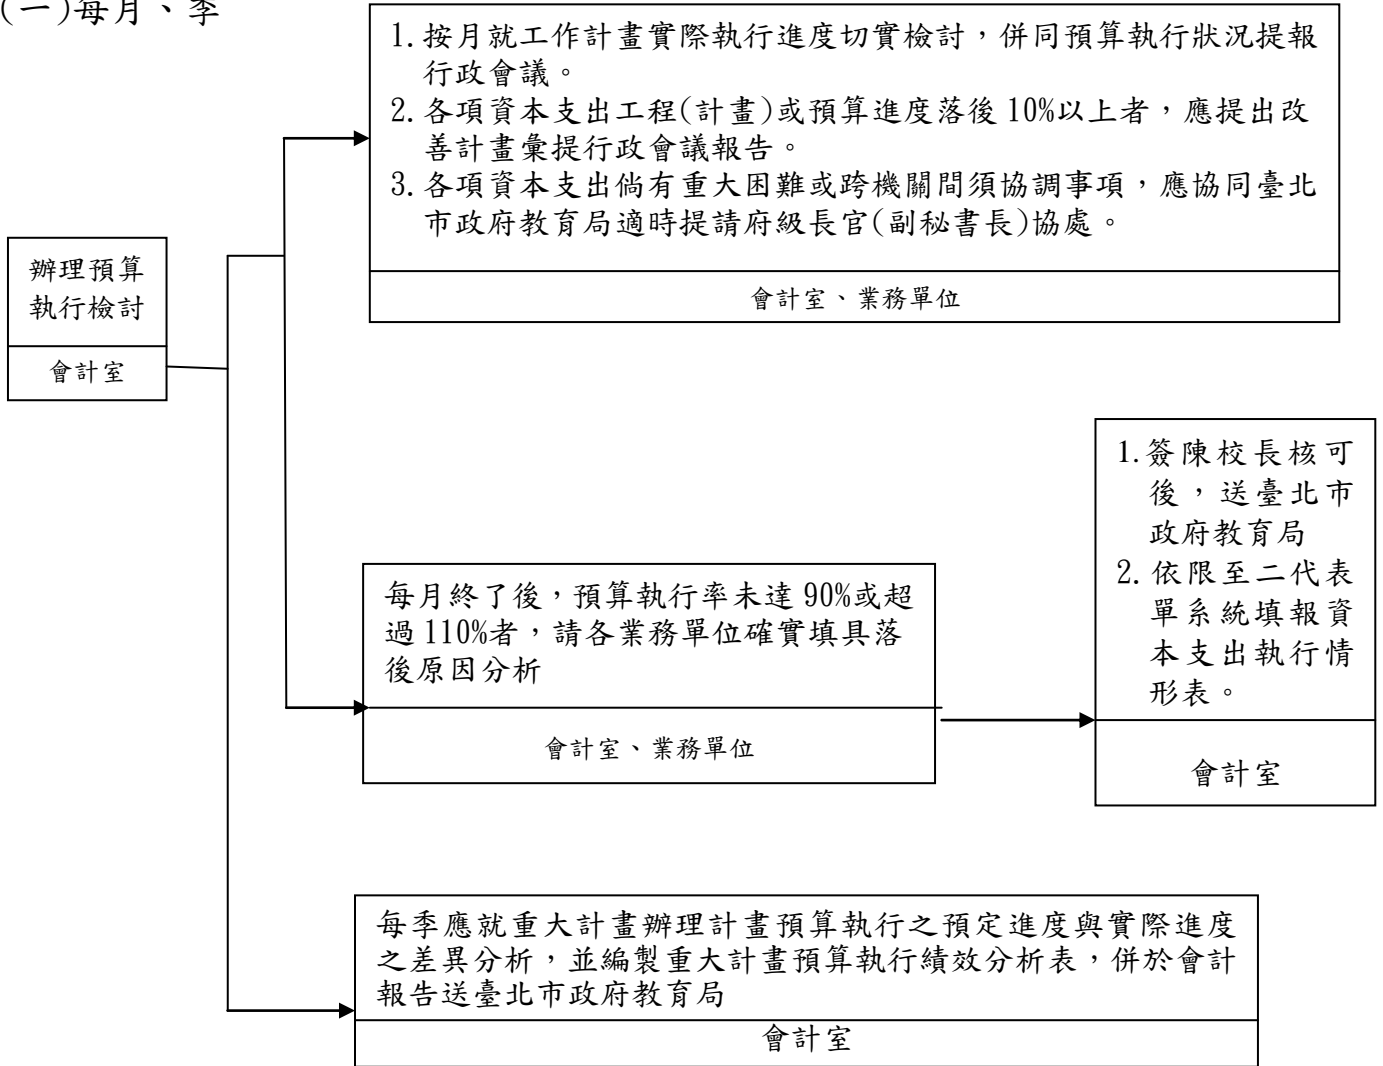 (一)每月、季
1.按月就工作計畫實際執行進度切實檢討，併同預算執行狀況提報
行政會議。
2.各項資本支出工程(計畫)或預算進度落後 10%以上者，應提出改
善計畫彙提行政會議報告。
3.各項資本支出倘有重大困難或跨機關間須協調事項，應協同臺北
市政府教育局適時提請府級長官(副秘書長)協處。
會計室、業務單位
辦理預算
執行檢討
會計室
每月終了後，預算執行率未達 90%或超
過 110%者，請各業務單位確實填具落
後原因分析
會計室、業務單位
1.簽陳校長核可
後，送臺北市
政府教育局
2.依限至二代表
單系統填報資
本支出執行情
形表。
會計室
每季應就重大計畫辦理計畫預算執行之預定進度與實際進度
之差異分析，並編製重大計畫預算執行績效分析表，併於會計
報告送臺北市政府教育局
會計室